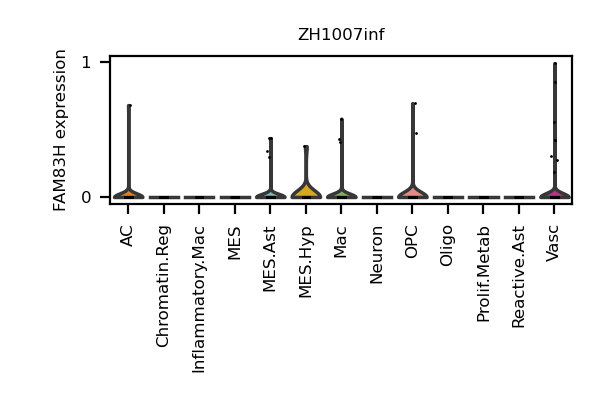 ZH1007inf
FAM83H expression
1
0
AC
Chromatin.Reg
Inflammatory.Mac
MES
MES.Ast
MES.Hyp
Mac
Neuron
OPC
Oligo
Prolif.Metab
Reactive.Ast
Vasc